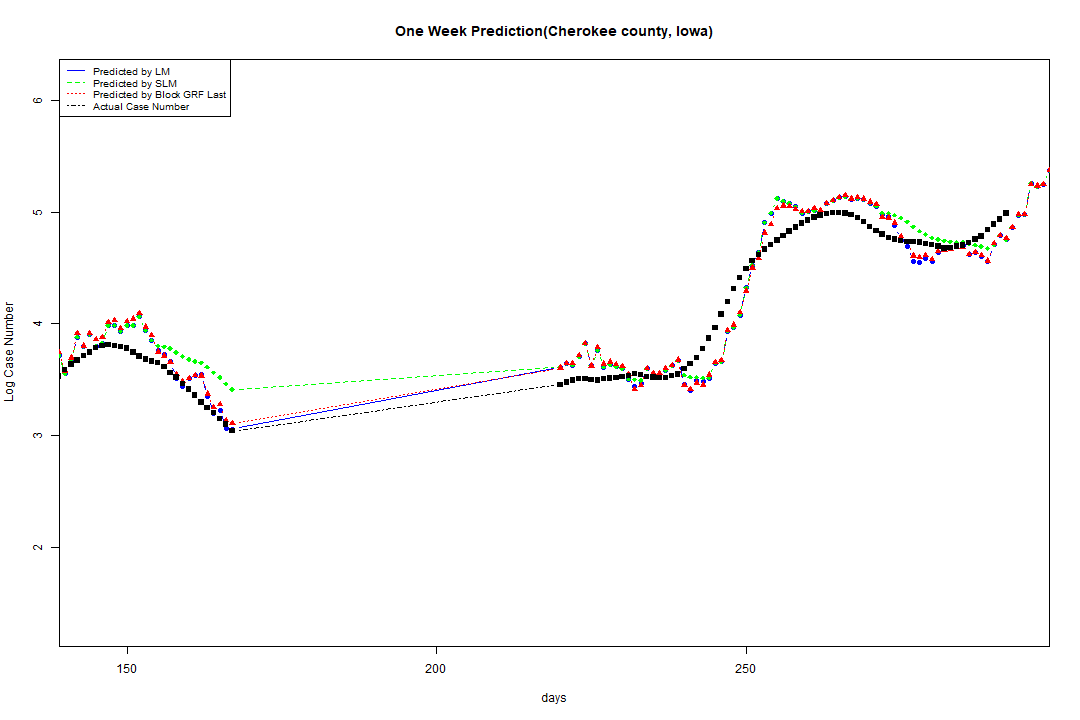 One Week Prediction(Cherokee county, Iowa)
Predicted by LM
Predicted by SLM
Predicted by Block GRF Last
Actual Case Number
6
5
4
3
2
Log Case Number
150
200
250
days